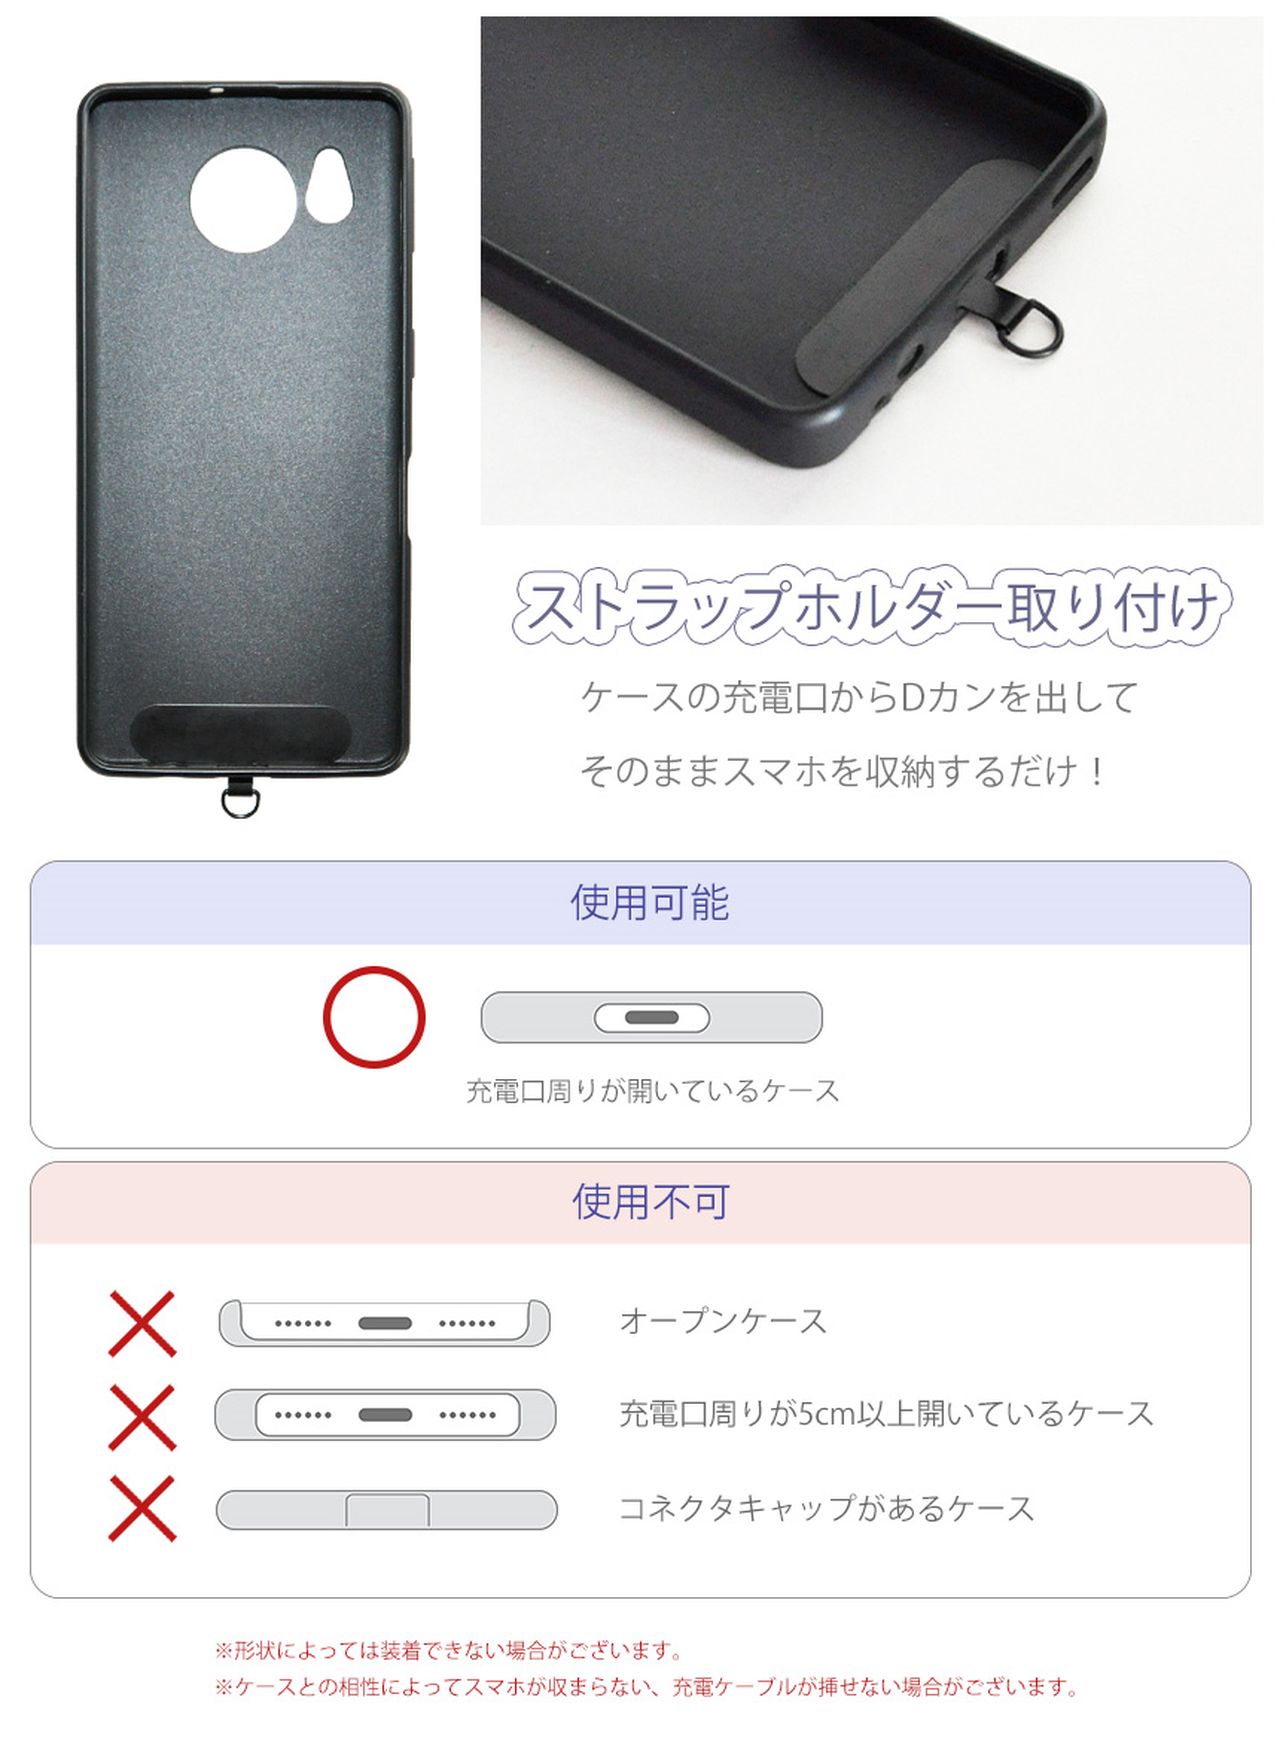 ストラップホルダー取り付け
ケースの充電口からDカンを出して
そのままスマホを収納するだけ！
使用可能
充電口周りが開いているケース
使用不可
オープンケース
充電口周りが5cm以上開いているケース
コネクタキャップがあるケース
※形状によっては装着できない場合がございます。
※ケースとの相性によってスマホが収まらない、充電ケーブルが挿せない場合がございます。